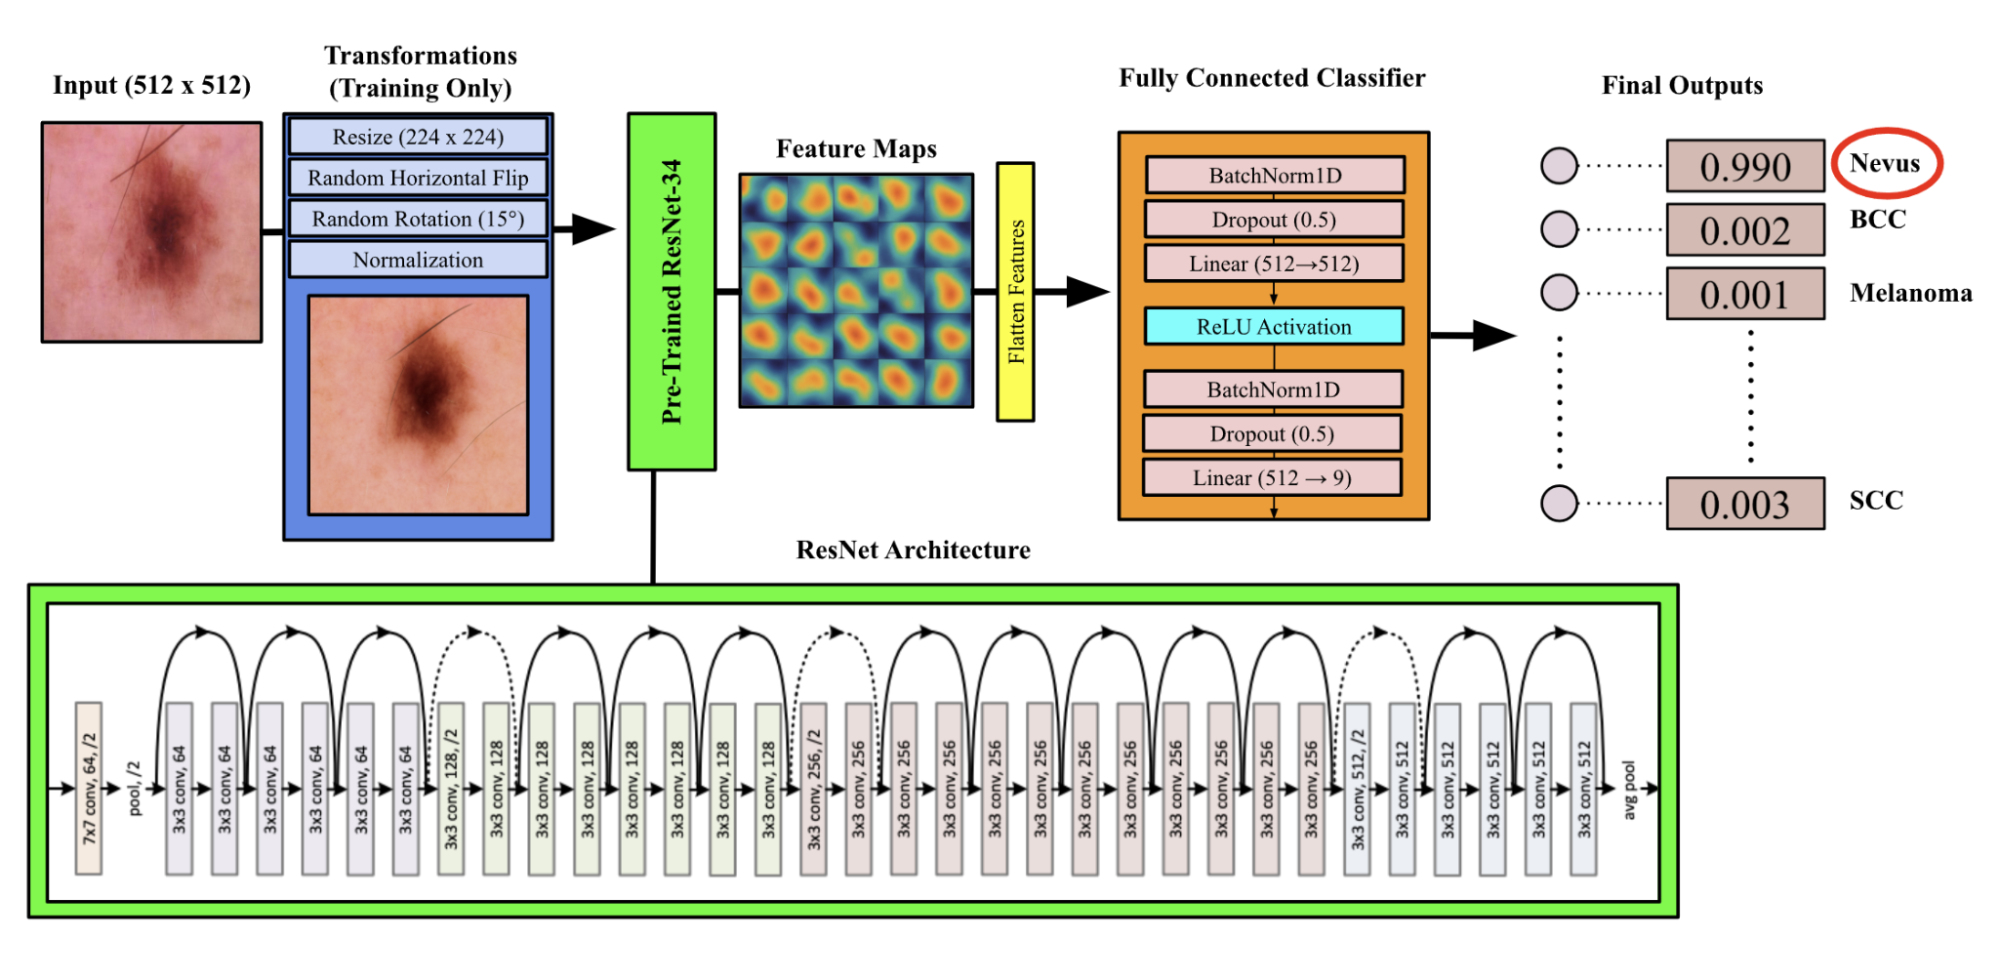 Input (512 x 512)
Transformations
(Training Only)
Resize (224 x 224)
Random Horizontal Flip
Random Rotation (15°)
Normalization
Pre-Trained ResNet-34
Feature Maps
Flatten Features
Fully Connected Classifier
BatchNorm1D
Dropout (0.5)
Linear (512→512)
ReLU Activation
BatchNorm1D
Dropout (0.5)
Linear (512 → 9)
Final Outputs
0.990
Nevus
0.002
BCC
0.001
Melanoma
0.003
SCC
ResNet Architecture
7x7 conv, 64, /2
pool, /2
3x3 conv, 64
3x3 conv, 64
3x3 conv, 64
3x3 conv, 64
3x3 conv, 64
3x3 conv, 64
3x3 conv, 128, /2
3x3 conv, 128
3x3 conv, 128
3x3 conv, 128
3x3 conv, 128
3x3 conv, 128
3x3 conv, 128
3x3 conv, 128
3x3 conv, 256, /2
3x3 conv, 256
3x3 conv, 256
3x3 conv, 256
3x3 conv, 256
3x3 conv, 256
3x3 conv, 256
3x3 conv, 256
3x3 conv, 256
3x3 conv, 256
3x3 conv, 256
3x3 conv, 256
3x3 conv, 512, /2
3x3 conv, 512
3x3 conv, 512
3x3 conv, 512
3x3 conv, 512
3x3 conv, 512
avg pool